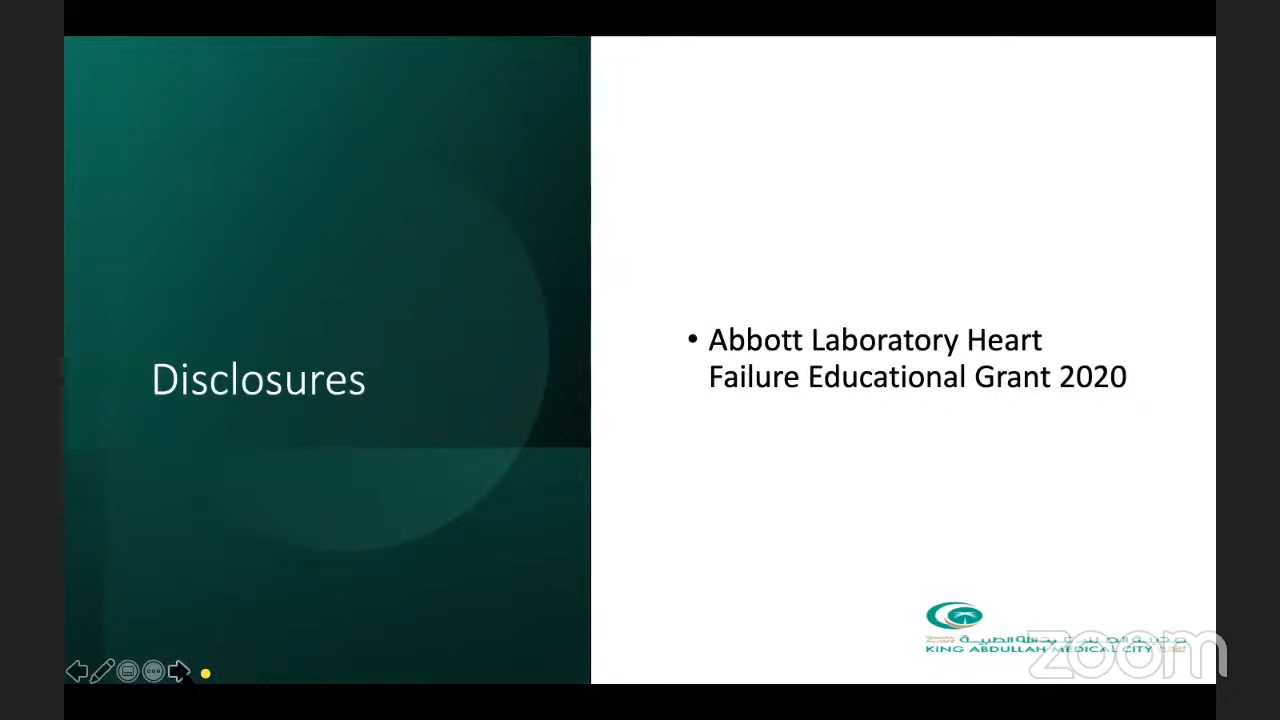 Disclosures
• Abbott Laboratory Heart
Failure Educational Grant 2020
KING ABDULLAH MEDICAL CITY
zoom